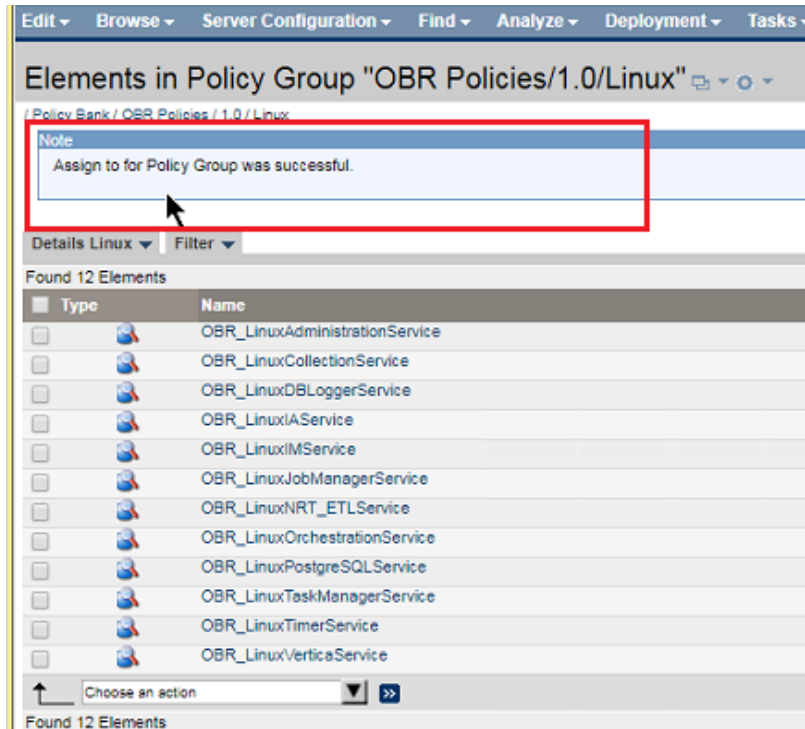 Edit Browse Server Configuration Find Analyze Deployment Tasks
Elements in Policy Group "OBR Policies/1.0/Linux"
/ Policy Bank / OBR Policies / 1.0 / Linux
Note
Assign to for Policy Group was successful.
Details Linux Filter
Found 12 Elements
Type Name
OBR_LinuxAdministrationService
OBR_LinuxCollectionService
OBR_LinuxDBLoggerService
OBR_LinuxIAService
OBR_LinuxIMService
OBR_LinuxJobManagerService
OBR_LinuxNRT_ETLService
OBR_LinuxOrchestrationService
OBR_LinuxPostgreSQLService
OBR_LinuxTaskManagerService
OBR_LinuxTimerService
OBR_LinuxVerticaService
Choose an action
Found 12 Elements